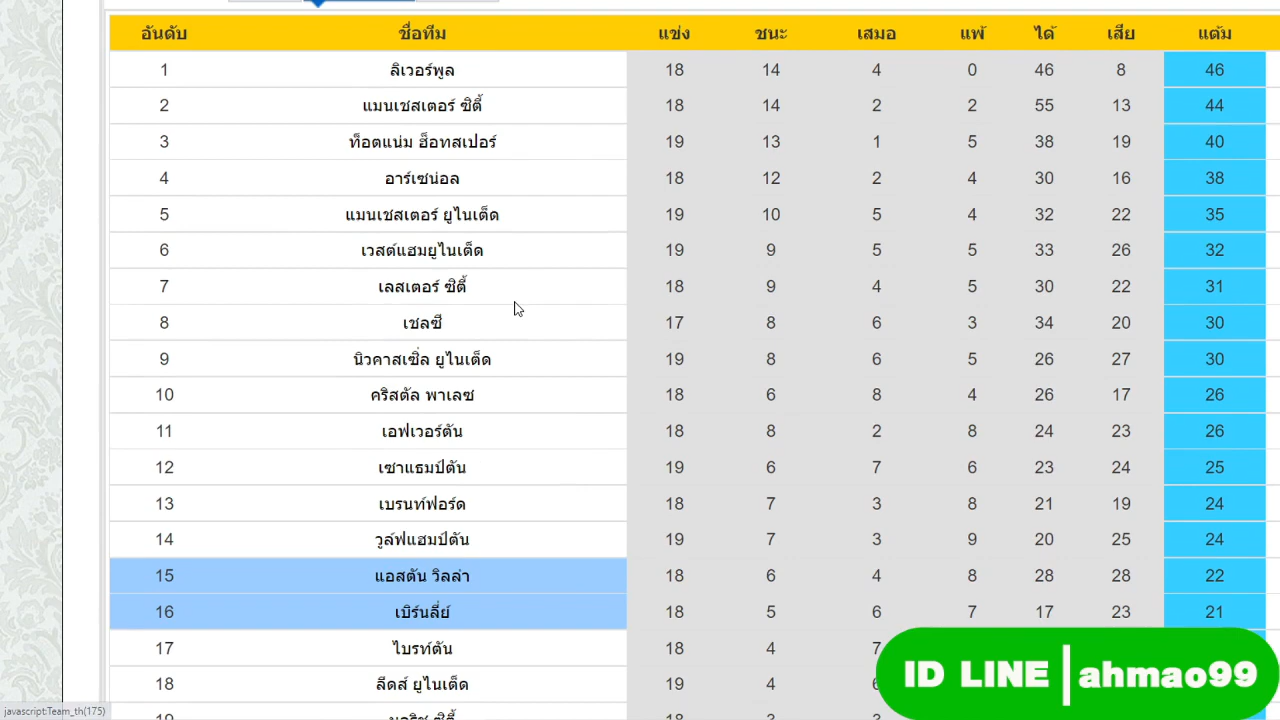 อันดับ ชื่อทีม แข่ง ชนะ เสมอ แพ้ ได้ เสีย แต้ม
1 ลิเวอร์พูล 18 14 4 0 46 8 46
2 แมนเชสเตอร์ ซิตี้ 18 14 2 2 55 13 44
3 ท็อตแน่ม ฮ็อทสเปอร์ 19 13 1 5 38 19 40
4 อาร์เซน่อล 18 12 2 4 30 16 38
5 แมนเชสเตอร์ ยูไนเต็ด 19 10 5 4 32 22 35
6 เวสต์แฮมยูไนเต็ด 19 9 5 5 33 26 32
7 เลสเตอร์ ซิตี้ 18 9 4 5 30 22 31
8 เชลซี 17 8 6 3 34 20 30
9 นิวคาสเซิ่ล ยูไนเต็ด 19 8 6 5 26 27 30
10 คริสตัล พาเลซ 18 6 8 4 26 17 26
11 เอฟเวอร์ตัน 18 8 2 8 24 23 26
12 เซาแธมป์ตัน 19 6 7 6 23 24 25
13 เบรนท์ฟอร์ด 18 7 3 8 21 19 24
14 วูล์ฟแฮมป์ตัน 19 7 3 9 20 25 24
15 แอสตัน วิลล่า 18 6 4 8 28 28 22
16 เบิร์นลี่ย์ 18 5 6 7 17 23 21
17 ไบรท์ตัน 18 4 7
18 ลีดส์ ยูไนเต็ด 19 4
ID LINE ahmao99
javascript:Team_th(175)